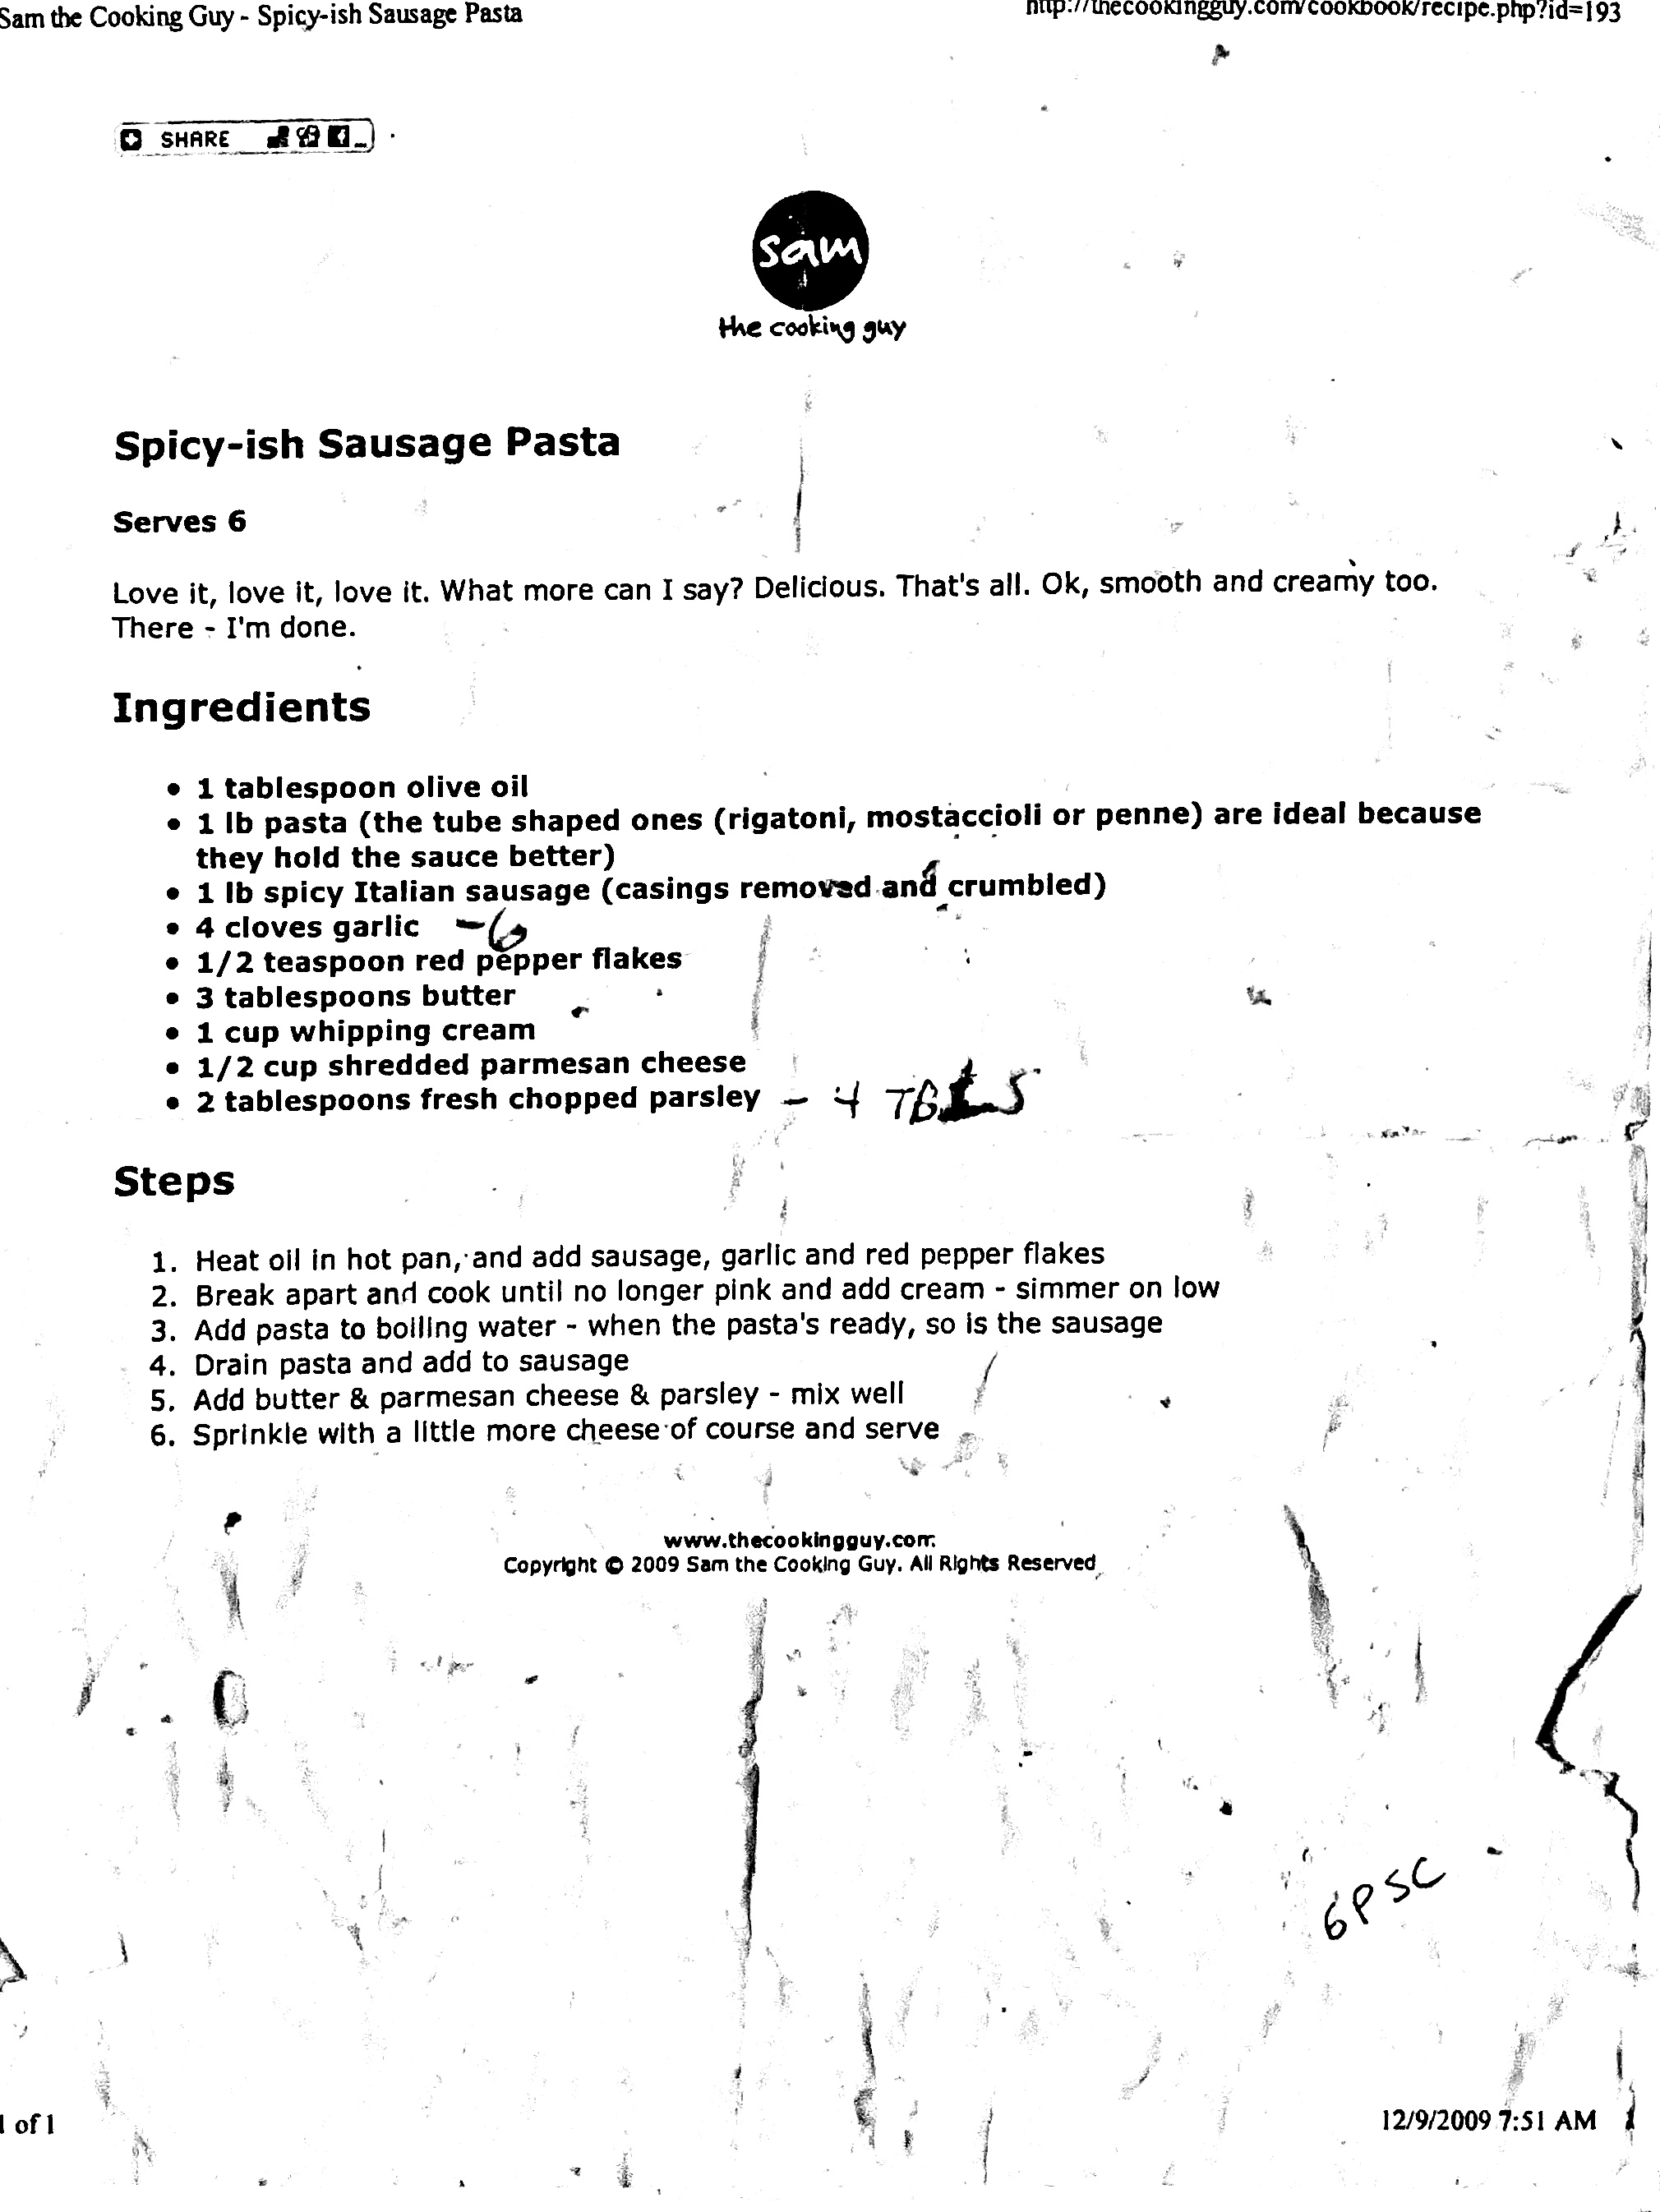 Sam the Cooking Guy - Spicy-ish Sausage Pasta
http://thecookingguy.com/cookbook/recipe.php?id=193
SHARE
sam
the cooking guy
Spicy-ish Sausage Pasta
Serves 6
Love it, love it, love it. What more can I say? Delicious. That's all. Ok, smooth and creamy too.
There - I'm done.
Ingredients
• 1 tablespoon olive oil
• 1 lb pasta (the tube shaped ones (rigatoni, mostaccioli or penne) are ideal because
they hold the sauce better)
• 1 lb spicy Italian sausage (casings removed and crumbled)
• 4 cloves garlic - 6
• 1/2 teaspoon red pepper flakes
• 3 tablespoons butter
• 1 cup whipping cream
• 1/2 cup shredded parmesan cheese
• 2 tablespoons fresh chopped parsley - 4 TBLS
Steps
1. Heat oil in hot pan, and add sausage, garlic and red pepper flakes
2. Break apart and cook until no longer pink and add cream - simmer on low
3. Add pasta to boiling water - when the pasta's ready, so is the sausage
4. Drain pasta and add to sausage
5. Add butter & parmesan cheese & parsley - mix well
6. Sprinkle with a little more cheese of course and serve
www.thecookingguy.com
Copyright © 2009 Sam the Cooking Guy. All Rights Reserved
6PSC
1 of 1
12/9/2009 7:51 AM